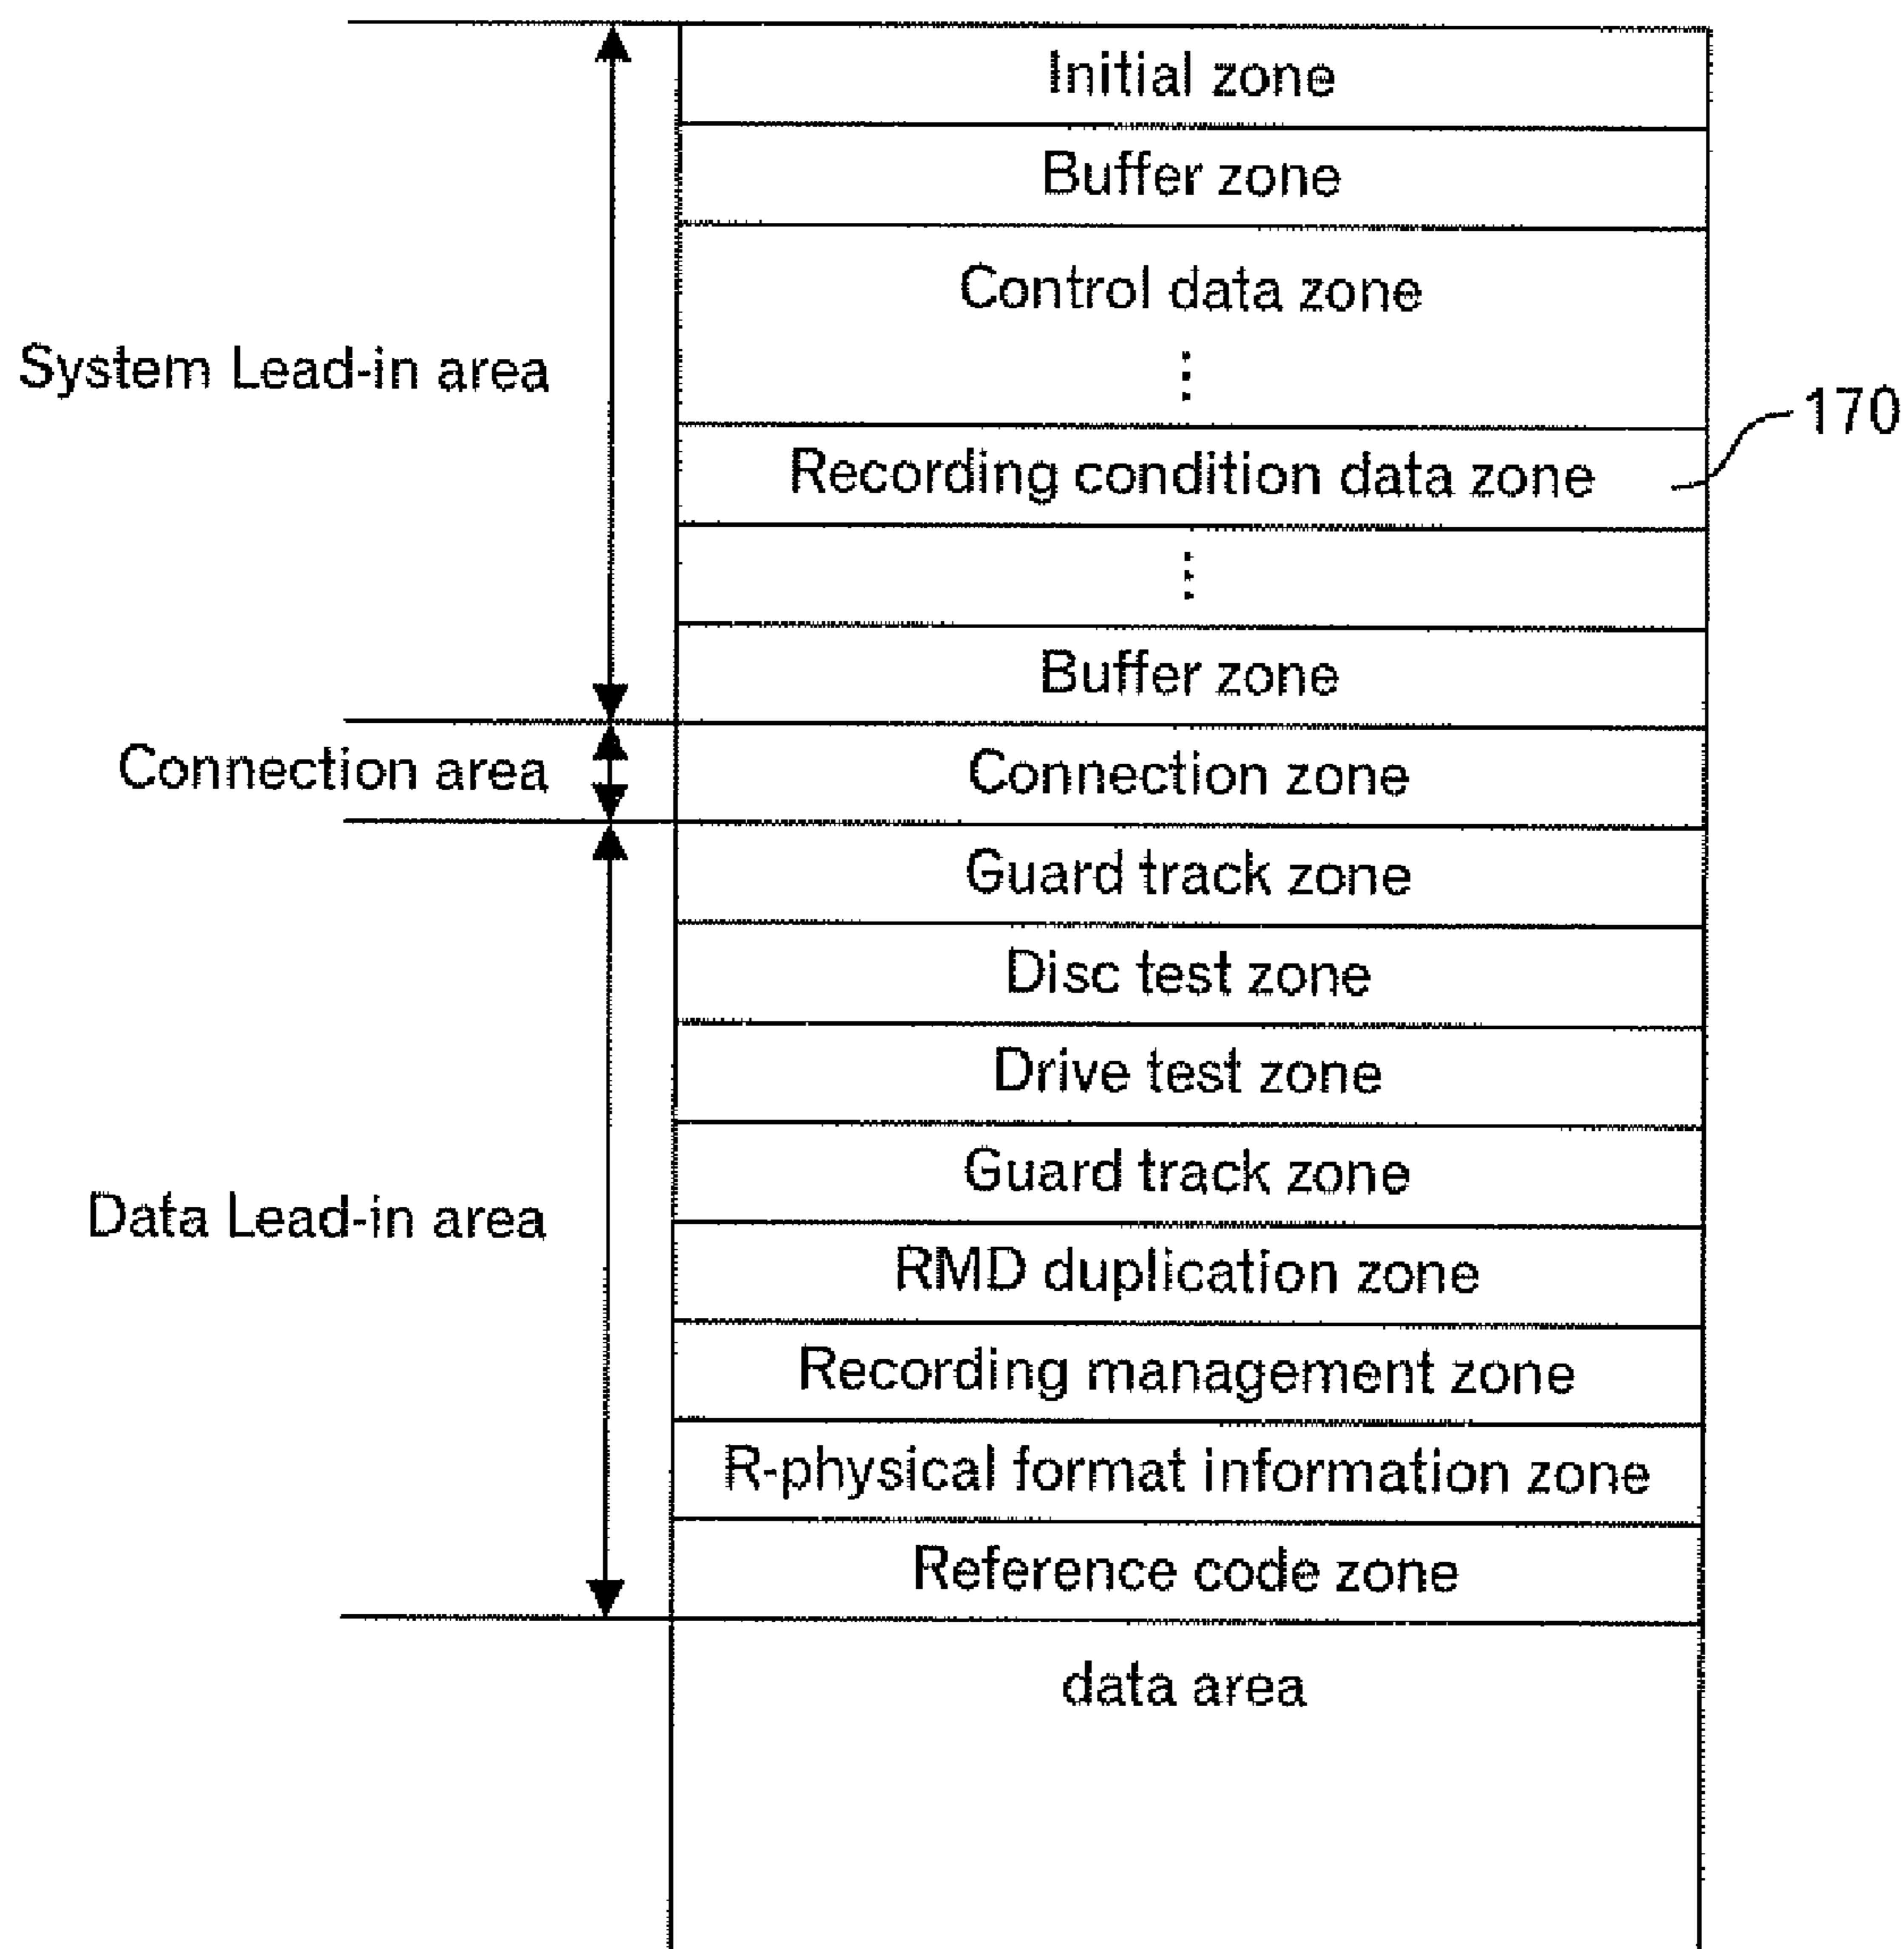 Initial zone
Buffer zone
Control data zone
⋮
System Lead-in area
170
Recording condition data zone
⋮
Buffer zone
Connection area
Connection zone
Guard track zone
Disc test zone
Drive test zone
Guard track zone
Data Lead-in area
RMD duplication zone
Recording management zone
R-physical format information zone
Reference code zone
data area